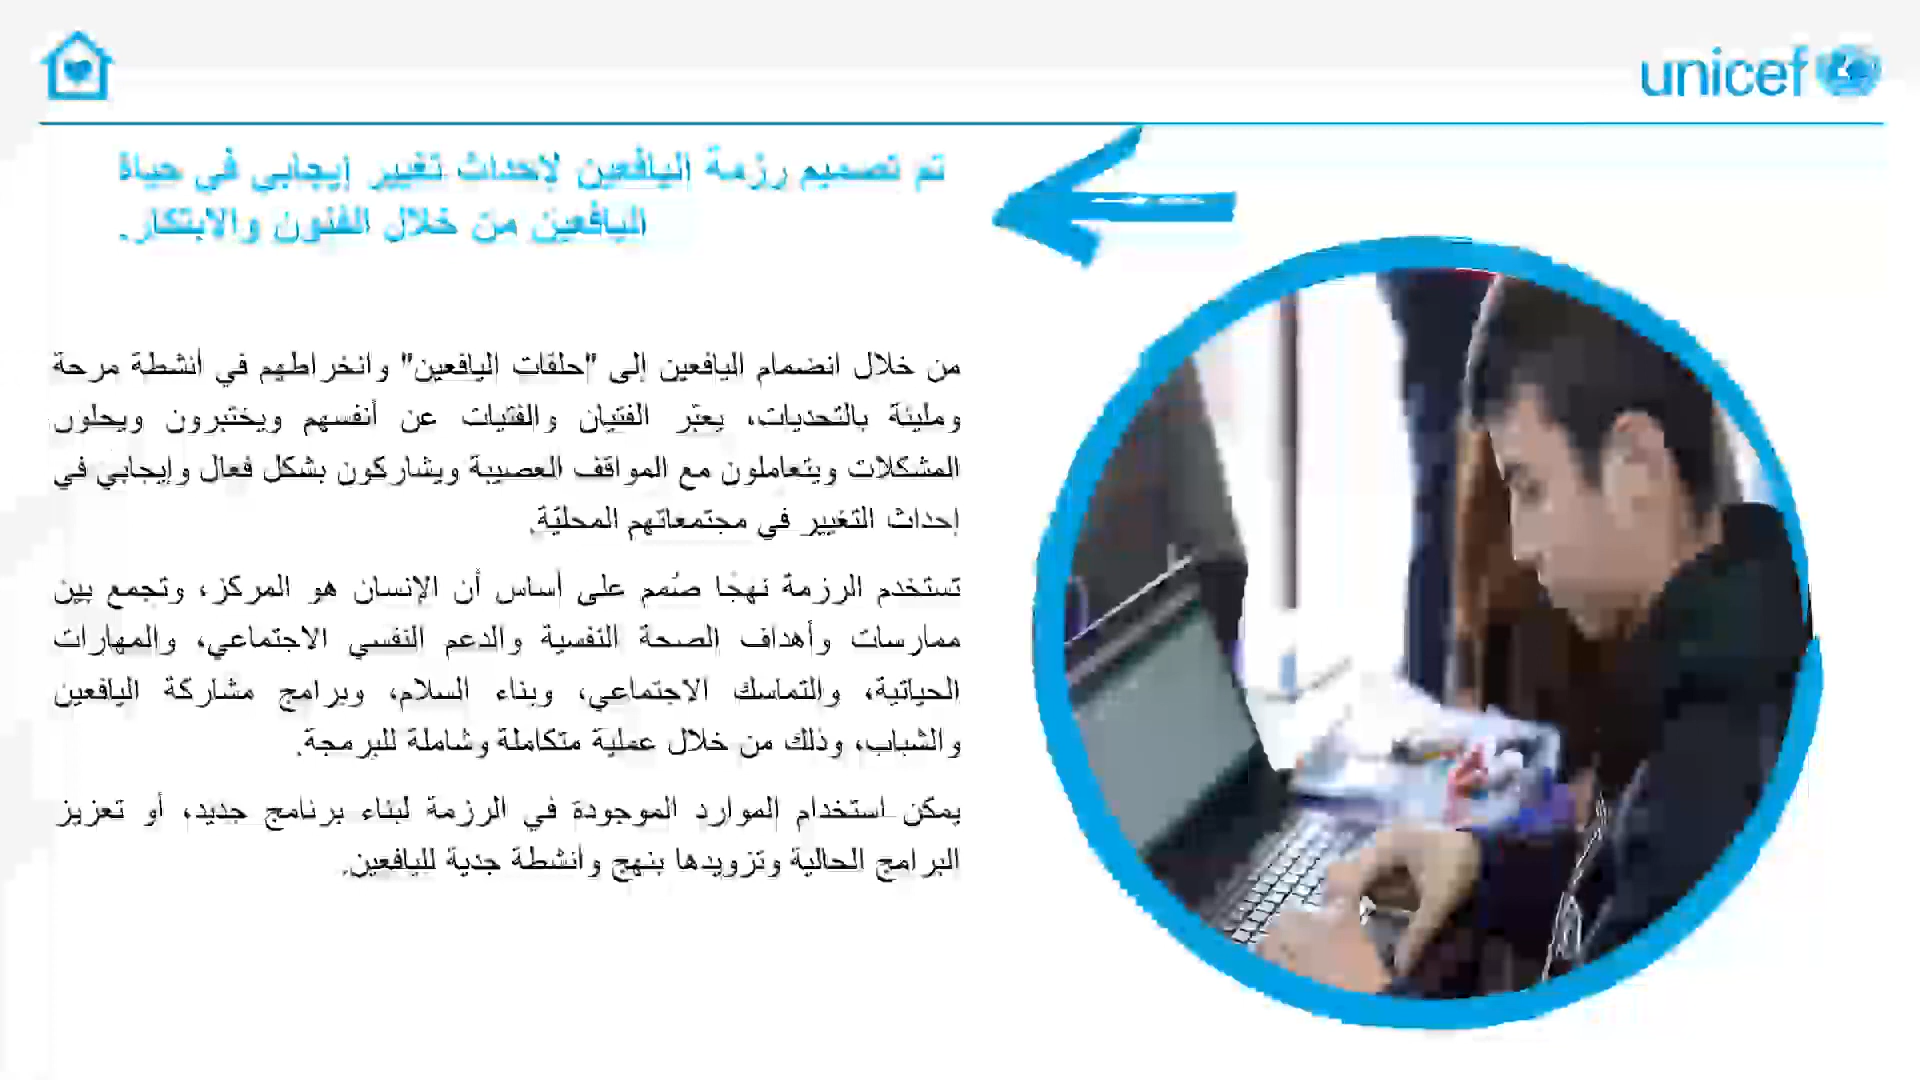 unicef
تم تصميم رزمة اليافعين لإحداث تغيير إيجابي في حياة
اليافعين من خلال الفنون والابتكار.
من خلال انضمام اليافعين إلى "حلقات اليافعين" وانخراطهم في أنشطة مرحة
ومليئة بالتحديات، يعبّر الفتيان والفتيات عن أنفسهم ويختبرون ويحلون
المشكلات ويتعاملون مع المواقف العصيبة ويشاركون بشكل فعال وإيجابي في
إحداث التغيير في مجتمعاتهم المحليّة.
تستخدم الرزمة نهجًا صُمم على أساس أن الإنسان هو المركز، وتجمع بين
ممارسات وأهداف الصحة النفسية والدعم النفسي الاجتماعي، والمهارات
الحياتية، والتماسك الاجتماعي، وبناء السلام، وبرامج مشاركة اليافعين
والشباب، وذلك من خلال عملية متكاملة وشاملة للبرمجة.
يمكن استخدام الموارد الموجودة في الرزمة لبناء برنامج جديد، أو تعزيز
البرامج الحالية وتزويدها بنهج وأنشطة جدية لليافعين.